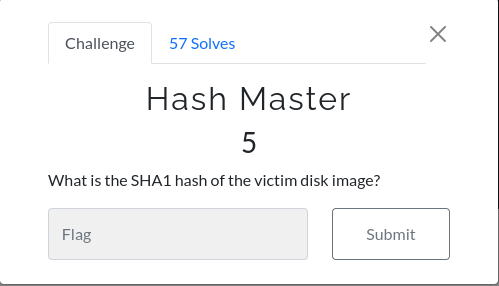 Challenge
57 Solves
Hash Master
5
What is the SHA1 hash of the victim disk image?
Flag
Submit